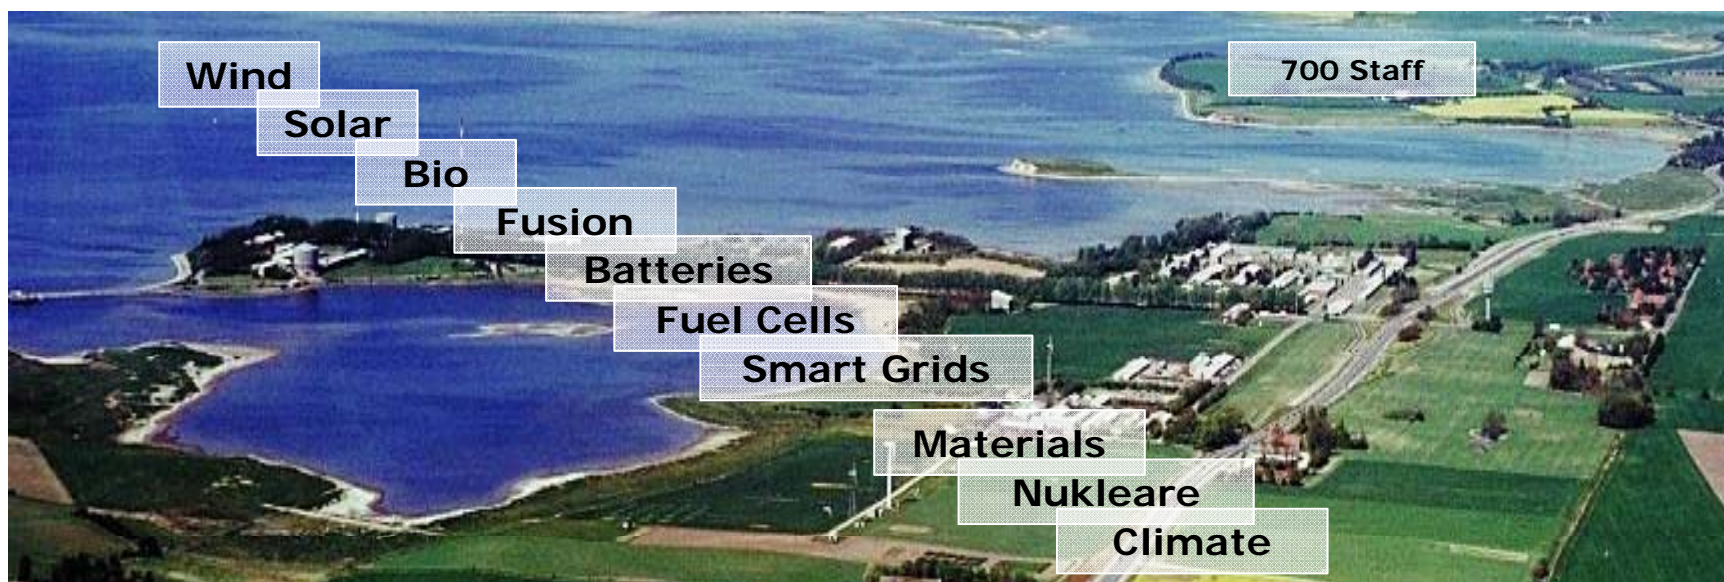 Wind
700 Staff
Solar
Bio
Fusion
Batteries
Fuel Cells
Smart Grids
Materials
Nukleare
Climate